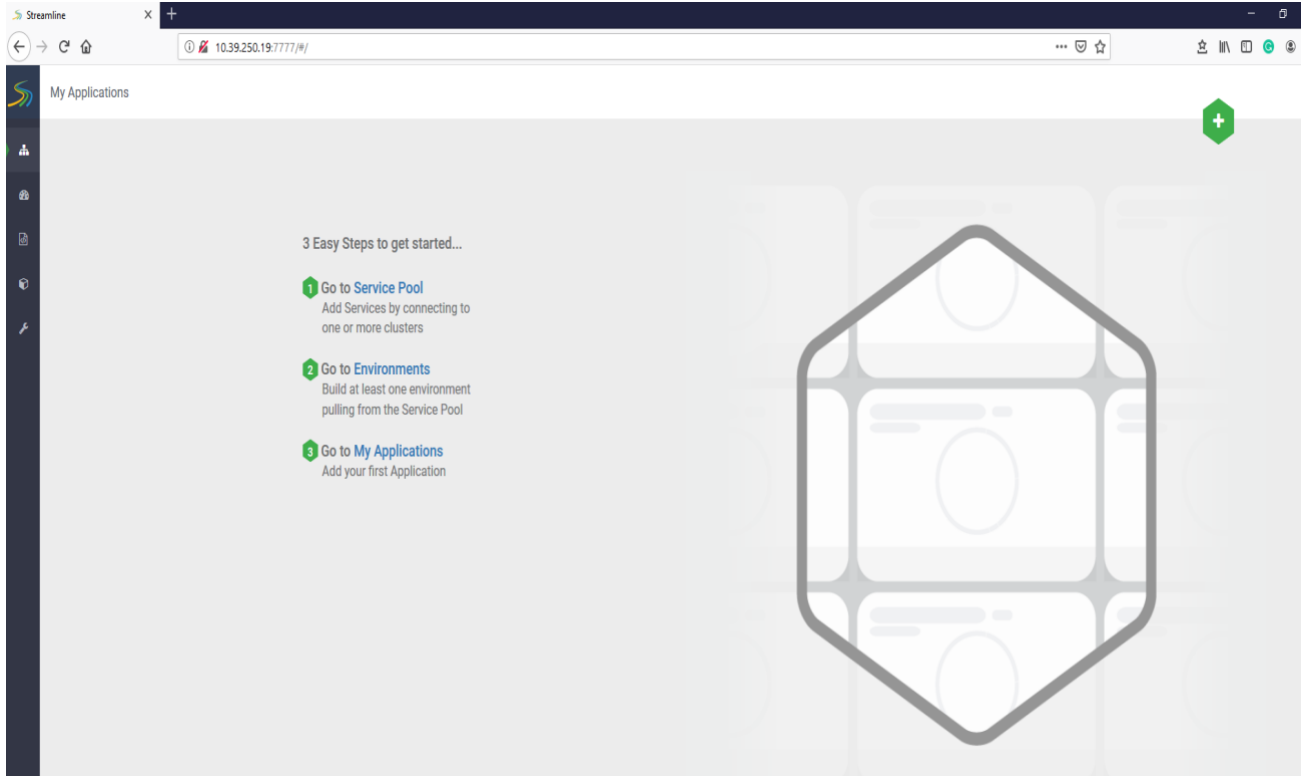 Streamline
10.39.250.19:7777/#/
My Applications
3 Easy Steps to get started...
1 Go to Service Pool
Add Services by connecting to
one or more clusters
2 Go to Environments
Build at least one environment
pulling from the Service Pool
3 Go to My Applications
Add your first Application